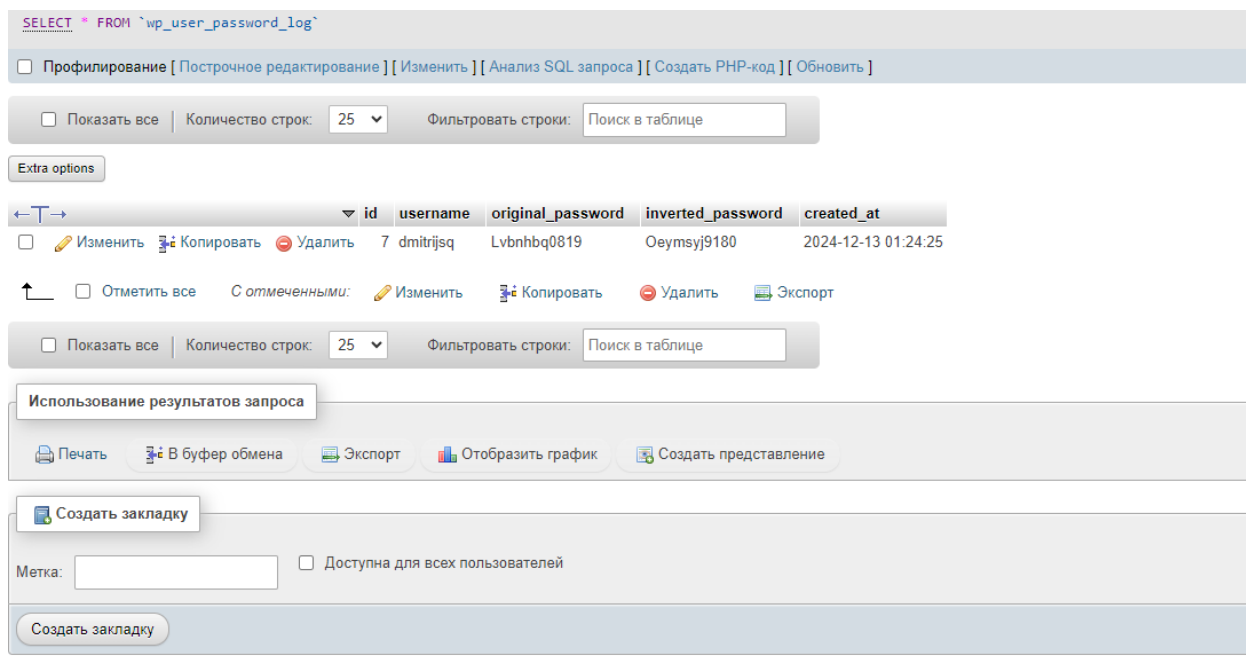 SELECT * FROM `wp_user_password_log`
Профилирование [ Построчное редактирование ] [ Изменить ] [ Анализ SQL запроса ] [ Создать PHP-код ] [ Обновить ]
Показать все | Количество строк: 25 Фильтровать строки: Поиск в таблице
Extra options
←T→ id username original_password inverted_password created_at
Изменить Копировать Удалить 7 dmitrijsq Lvbnhbq0819 Oeymsyj9180 2024-12-13 01:24:25
Отметить все С отмеченными: Изменить Копировать Удалить Экспорт
Показать все | Количество строк: 25 Фильтровать строки: Поиск в таблице
Использование результатов запроса
Печать В буфер обмена Экспорт Отобразить график Создать представление
Создать закладку
Метка: Доступна для всех пользователей
Создать закладку